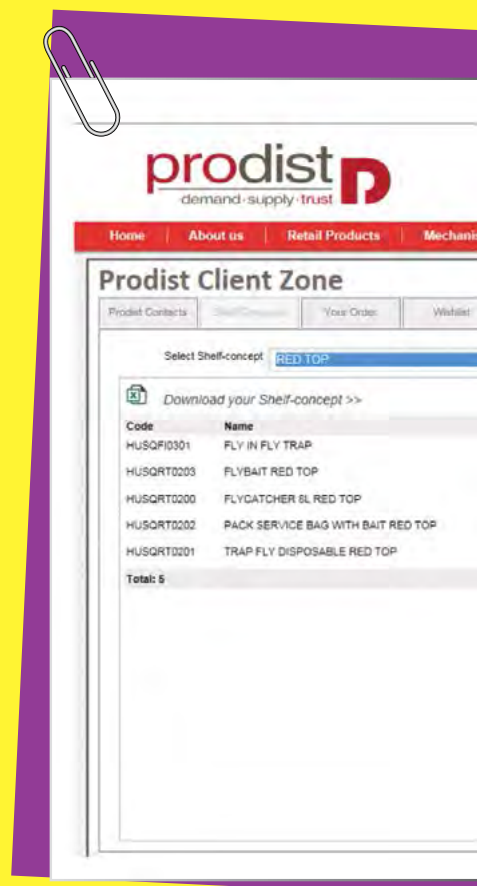 prodist
demand·supply·trust
Home | About us | Retail Products | Mechanis
Prodist Client Zone
Prodist Contacts
Your Order
Wishlist
Select Shelf-concept RED TOP
Download your Shelf-concept >>
Code Name
HUSQFI0301 FLY IN FLY TRAP
HUSQRT0203 FLYBAIT RED TOP
HUSQRT0200 FLYCATCHER 8L RED TOP
HUSQRT0202 PACK SERVICE BAG WITH BAIT RED TOP
HUSQRT0201 TRAP FLY DISPOSABLE RED TOP
Total: 5